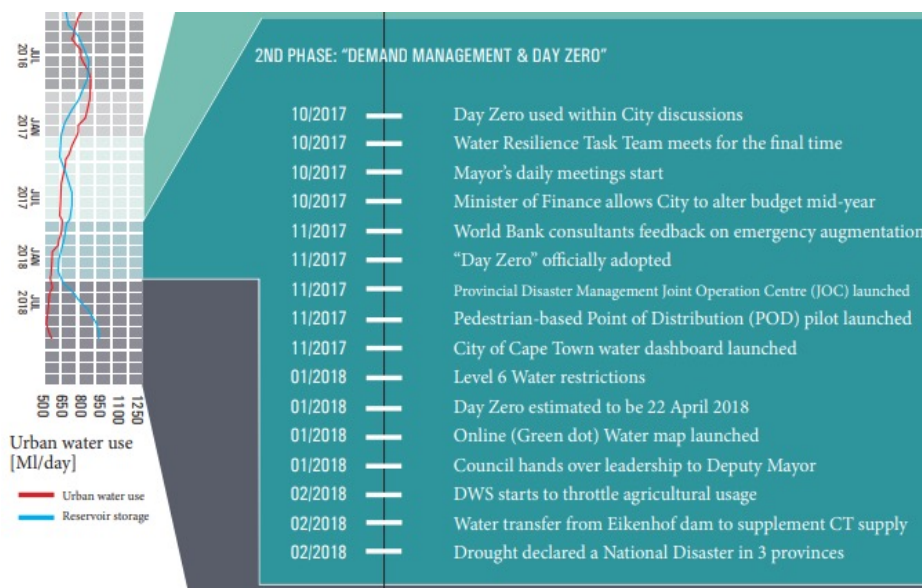 2ND PHASE: “DEMAND MANAGEMENT & DAY ZERO”
10/2017 Day Zero used within City discussions
10/2017 Water Resilience Task Team meets for the final time
10/2017 Mayor’s daily meetings start
10/2017 Minister of Finance allows City to alter budget mid-year
11/2017 World Bank consultants feedback on emergency augmentation
11/2017 “Day Zero” officially adopted
11/2017 Provincial Disaster Management Joint Operation Centre (JOC) launched
11/2017 Pedestrian-based Point of Distribution (POD) pilot launched
11/2017 City of Cape Town water dashboard launched
01/2018 Level 6 Water restrictions
01/2018 Day Zero estimated to be 22 April 2018
01/2018 Online (Green dot) Water map launched
01/2018 Council hands over leadership to Deputy Mayor
02/2018 DWS starts to throttle agricultural usage
02/2018 Water transfer from Eikenhof dam to supplement CT supply
02/2018 Drought declared a National Disaster in 3 provinces
JUL 2016
JAN 2017
JUL 2017
JAN 2018
JUL 2018
500 650 800 950 1100 1250
Urban water use
[Ml/day]
Urban water use
Reservoir storage